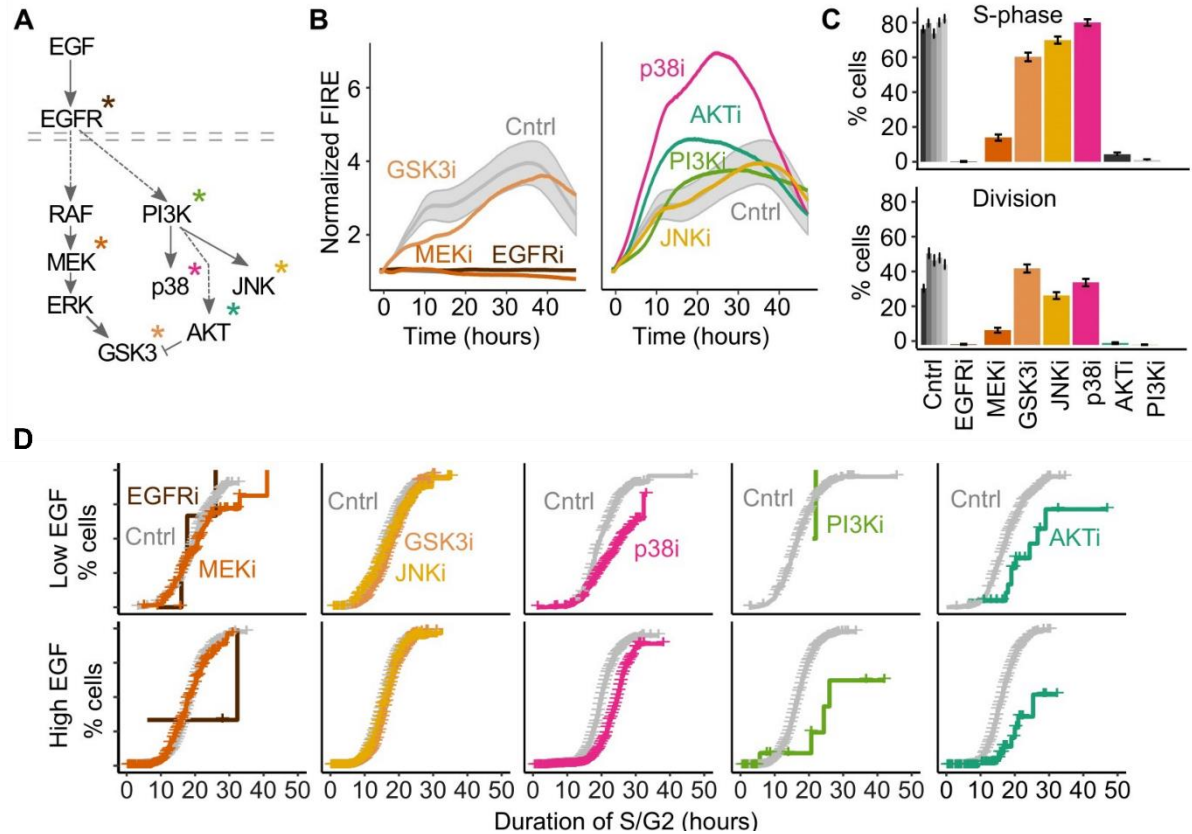 A
EGF
EGFR *
RAF PI3K *
MEK * p38 * JNK *
ERK
GSK3 * AKT *
B
Normalized FIRE
6
4
2
Cntrl
GSK3i
MEKi EGFRi
0 10 20 30 40
Time (hours)
p38i
AKTi
PI3Ki
Cntrl
JNKi
0 10 20 30 40
Time (hours)
C
S-phase
% cells
80
60
40
20
0
Division
% cells
80
60
40
20
0
Cntrl
EGFRi
MEKi
GSK3i
JNKi
p38i
AKTi
PI3Ki
D
Low EGF
% cells
EGFRi
Cntrl
MEKi
Cntrl
GSK3i
JNKi
Cntrl
p38i
Cntrl
PI3Ki
Cntrl
AKTi
High EGF
% cells
0 10 20 30 40 50
0 10 20 30 40 50
0 10 20 30 40 50
0 10 20 30 40 50
0 10 20 30 40 50
Duration of S/G2 (hours)